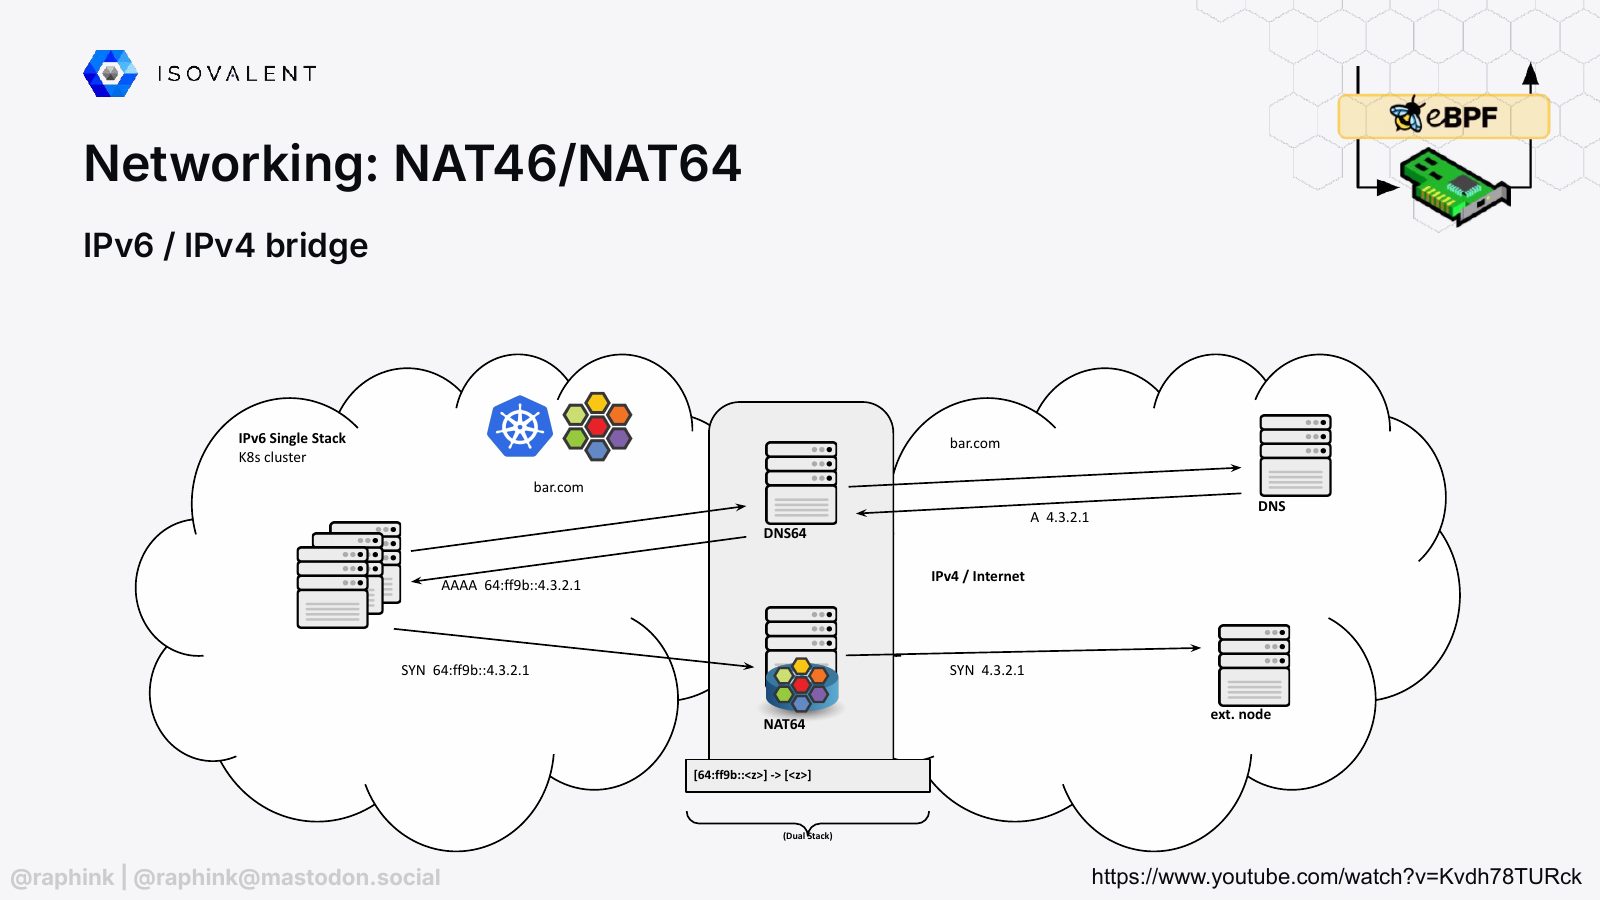 ISOVALENT
eBPF
Networking: NAT46/NAT64
IPv6 / IPv4 bridge
IPv6 Single Stack
K8s cluster
bar.com
bar.com
DNS64
DNS
A 4.3.2.1
AAAA 64:ff9b::4.3.2.1
IPv4 / Internet
SYN 64:ff9b::4.3.2.1
SYN 4.3.2.1
NAT64
ext. node
[64:ff9b::<z>] -> [<z>]
(Dual Stack)
@raphink | @raphink@mastodon.social
https://www.youtube.com/watch?v=Kvdh78TURck